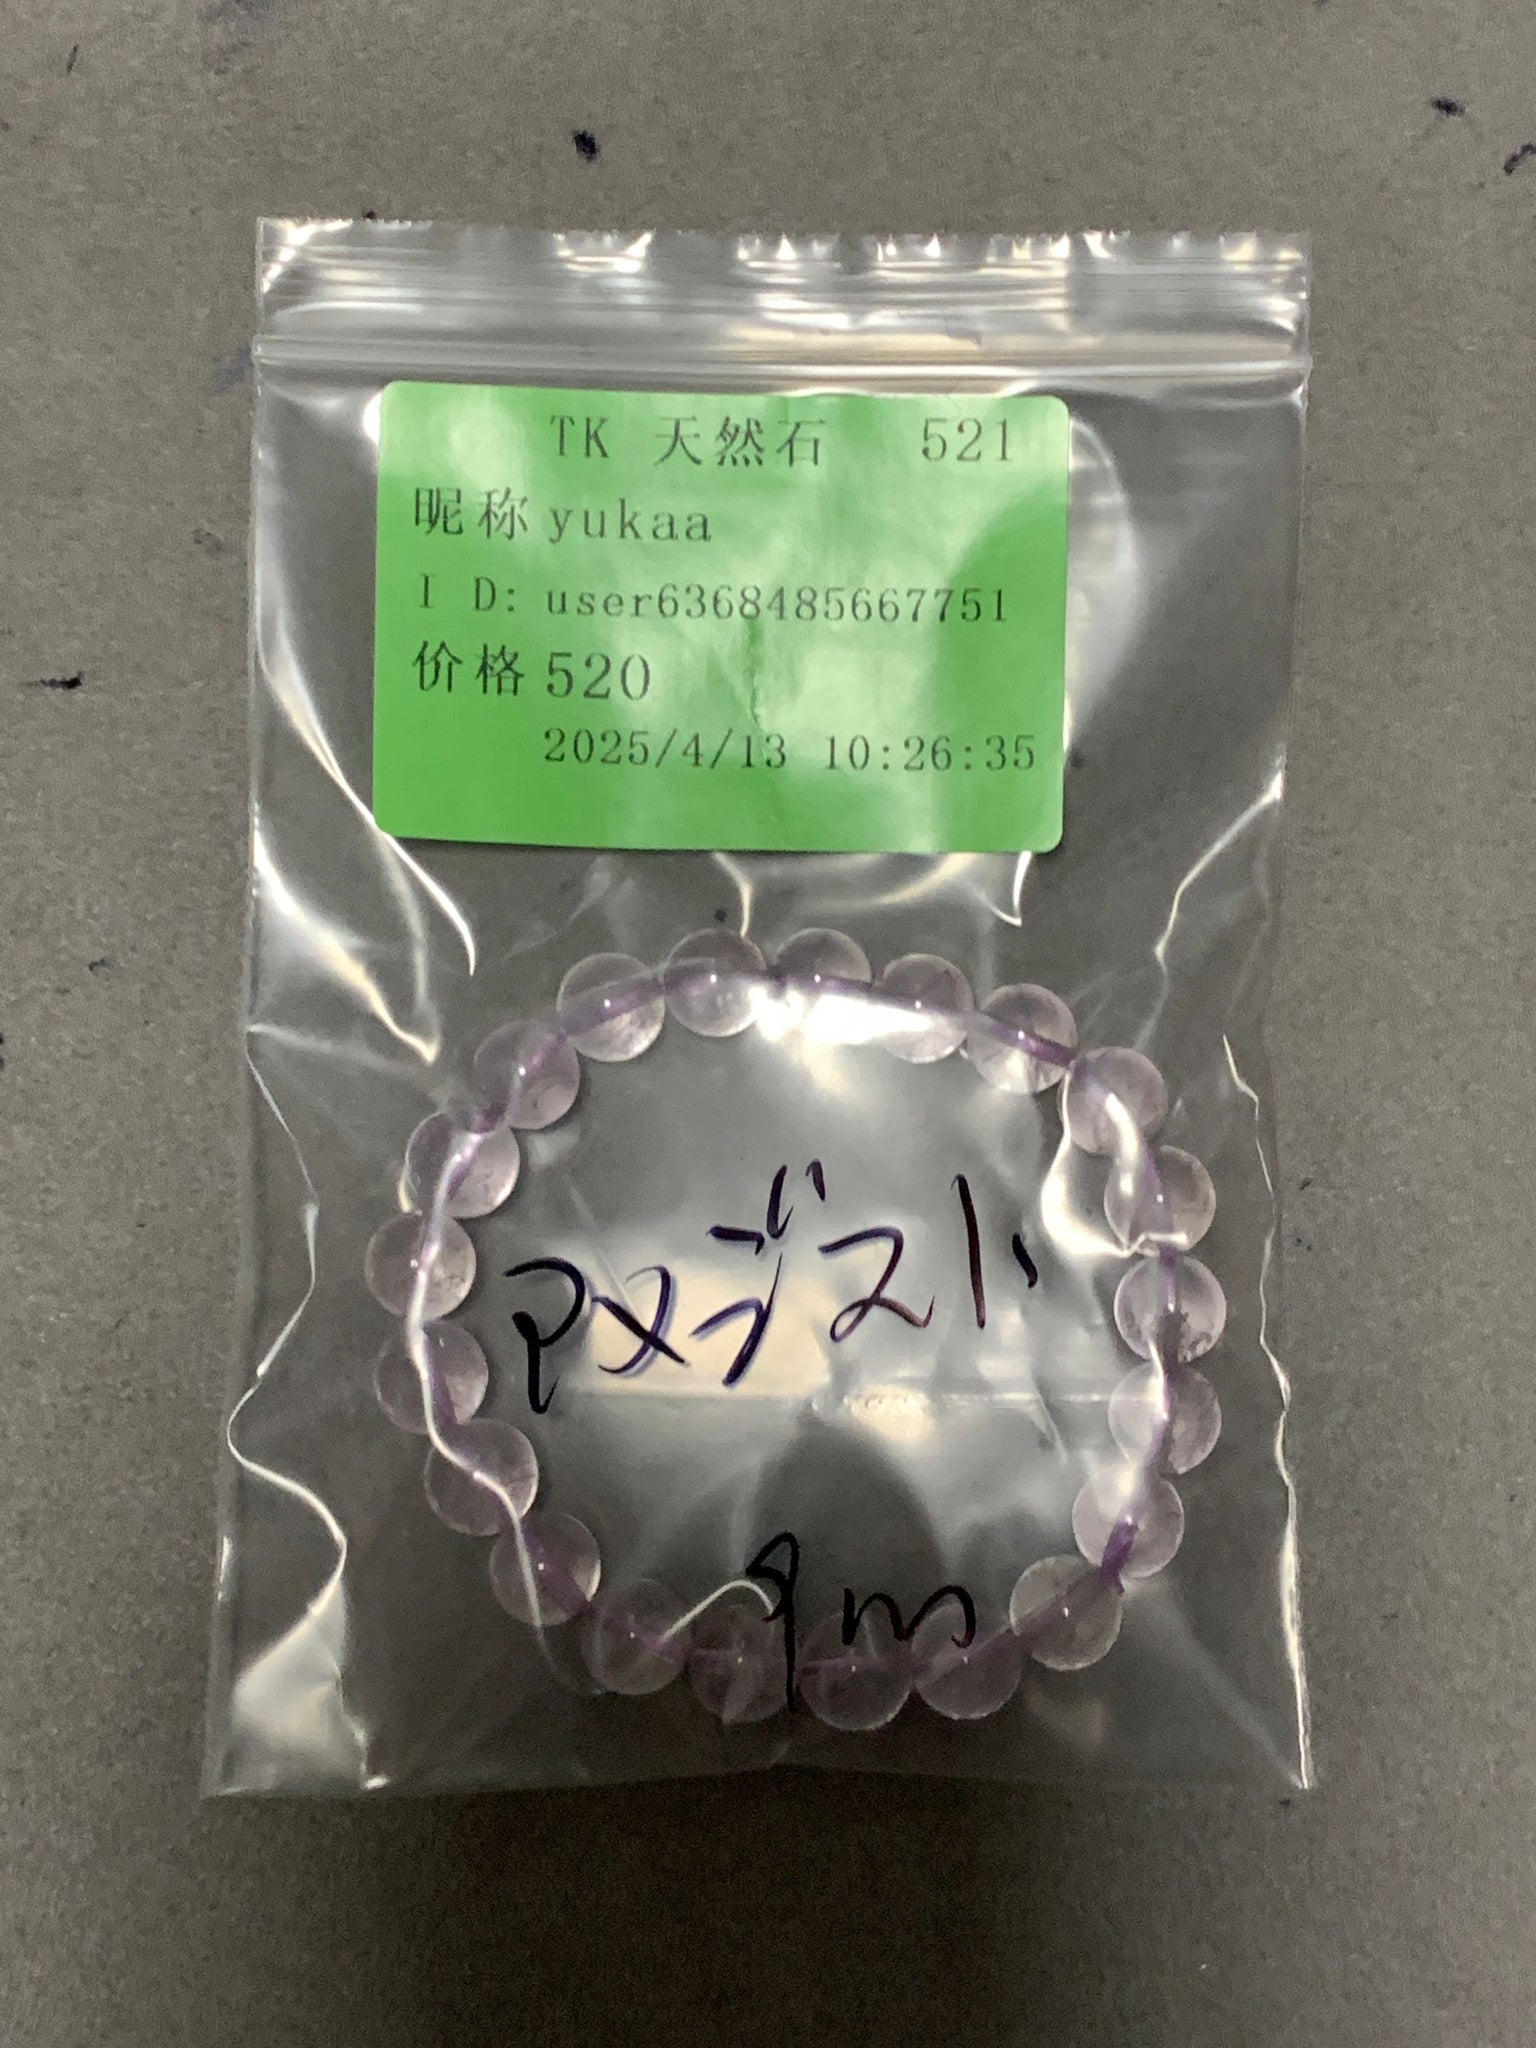 TK 天然石 521
昵称 yukaa
I D: user6368485667751
价格 520
2025/4/13 10:26:35
アメジスト
9m